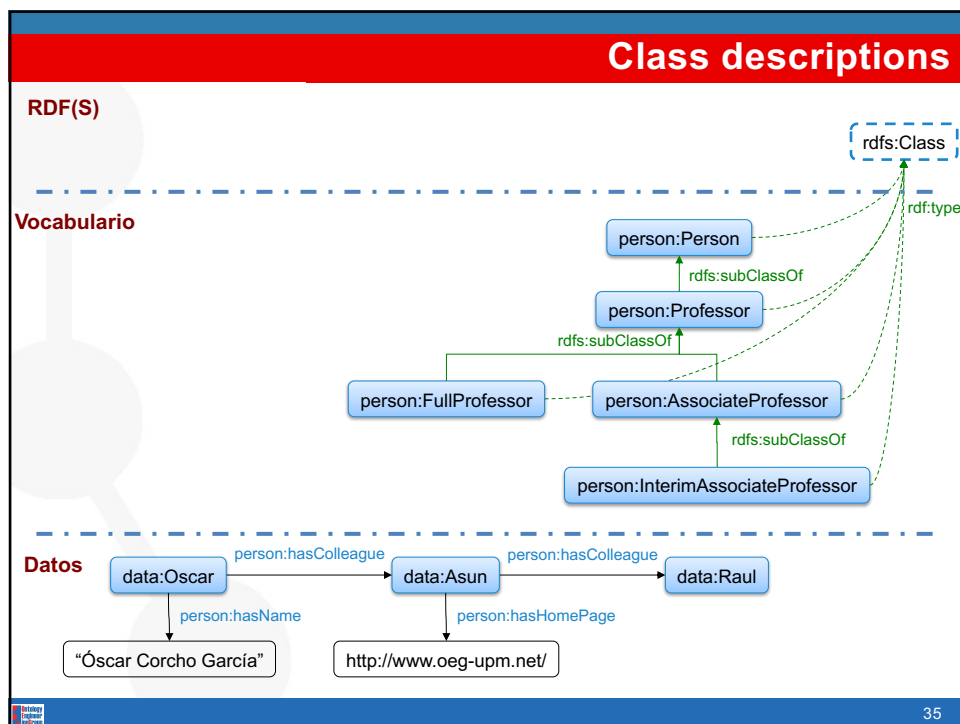 Class descriptions
RDF(S)
rdfs:Class
rdf:type
Vocabulario
person:Person
rdfs:subClassOf
person:Professor
rdfs:subClassOf
person:FullProfessor
person:AssociateProfessor
rdfs:subClassOf
person:InterimAssociateProfessor
Datos
person:hasColleague
person:hasColleague
data:Oscar
data:Asun
data:Raul
person:hasName
person:hasHomePage
“Óscar Corcho García”
http://www.oeg-upm.net/
Ontology
Engineer
35